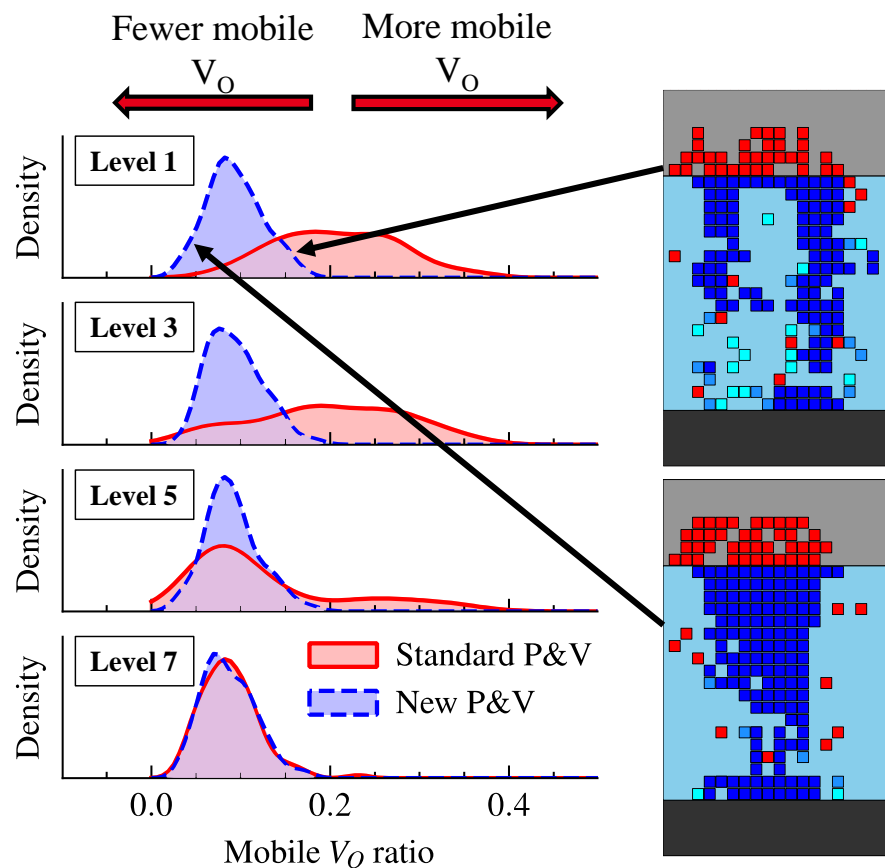 Fewer mobile
V_O
More mobile
V_O
Level 1
Density
Level 3
Density
Level 5
Density
Level 7
Density
Standard P&V
New P&V
0.0 0.2 0.4
Mobile V_O ratio